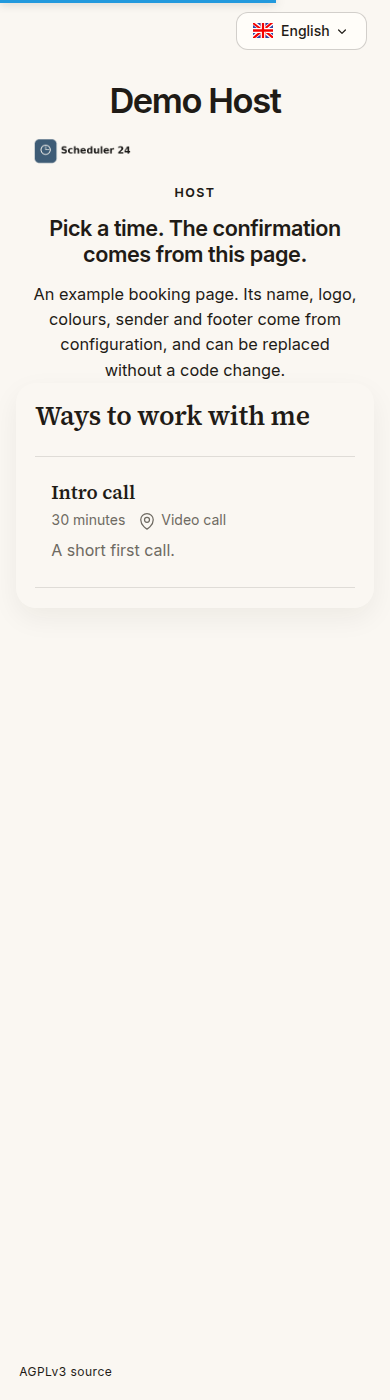 English
Demo Host
Scheduler 24
HOST
Pick a time. The confirmation
comes from this page.
An example booking page. Its name, logo,
colours, sender and footer come from
configuration, and can be replaced
without a code change.
Ways to work with me
Intro call
30 minutes Video call
A short first call.
AGPLv3 source